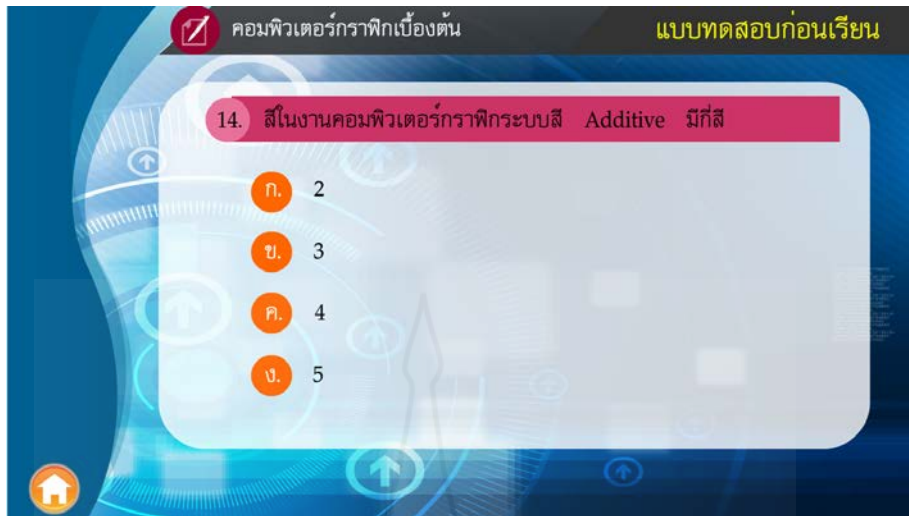 คอมพิวเตอร์กราฟิกเบื้องต้น
แบบทดสอบก่อนเรียน
14. สีในงานคอมพิวเตอร์กราฟิกระบบสี Additive มีกี่สี
ก. 2
ข. 3
ค. 4
ง. 5